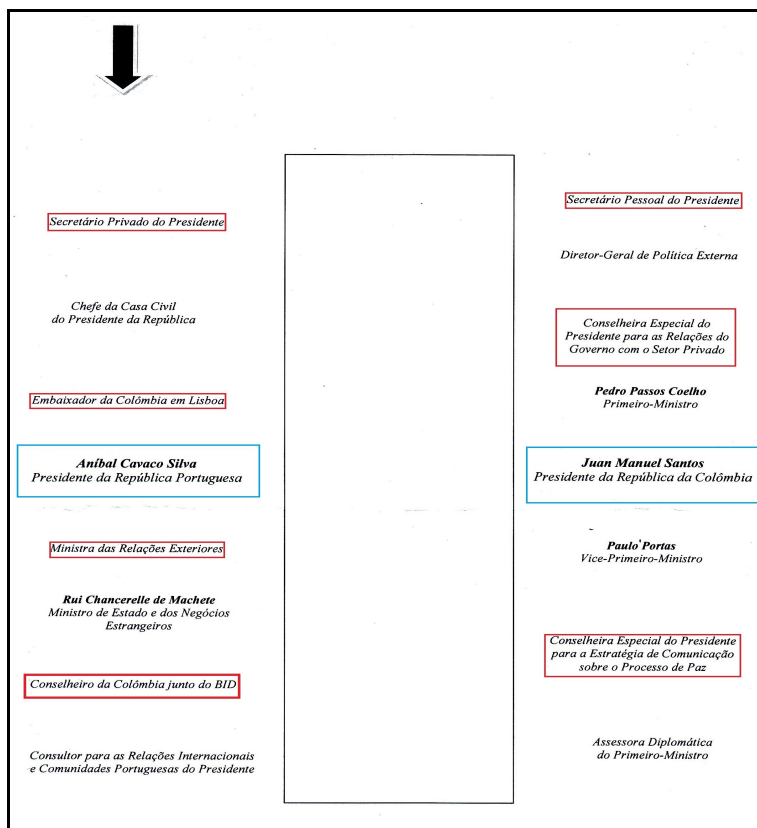 Secretário Privado do Presidente
Chefe da Casa Civil
do Presidente da República
Embaixador da Colômbia em Lisboa
Aníbal Cavaco Silva
Presidente da República Portuguesa
Ministra das Relações Exteriores
Rui Chancerelle de Machete
Ministro de Estado e dos Negócios
Estrangeiros
Conselheiro da Colômbia junto do BID
Consultor para as Relações Internacionais
e Comunidades Portuguesas do Presidente
Secretário Pessoal do Presidente
Diretor-Geral de Política Externa
Conselheira Especial do
Presidente para as Relações do
Governo com o Setor Privado
Pedro Passos Coelho
Primeiro-Ministro
Juan Manuel Santos
Presidente da República da Colômbia
Paulo Portas
Vice-Primeiro-Ministro
Conselheira Especial do Presidente
para a Estratégia de Comunicação
sobre o Processo de Paz
Assessora Diplomática
do Primeiro-Ministro